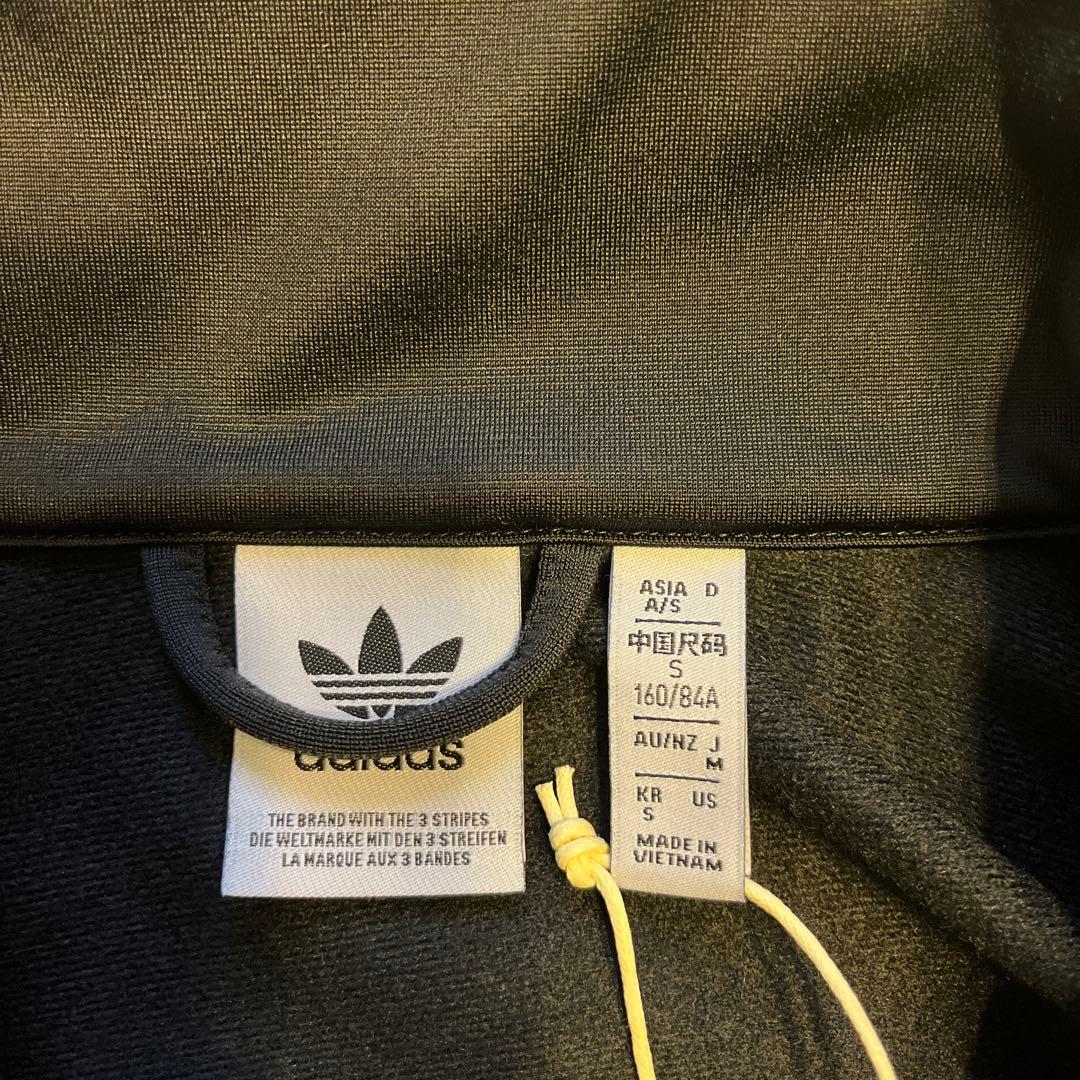 adidas
THE BRAND WITH THE 3 STRIPES
DIE WELTMARKE MIT DEN 3 STREIFEN
LA MARQUE AUX 3 BANDES
ASIA D
A/S
中国尺码
S
160/84A
AU/NZ J
M
KR US
S
MADE IN
VIETNAM